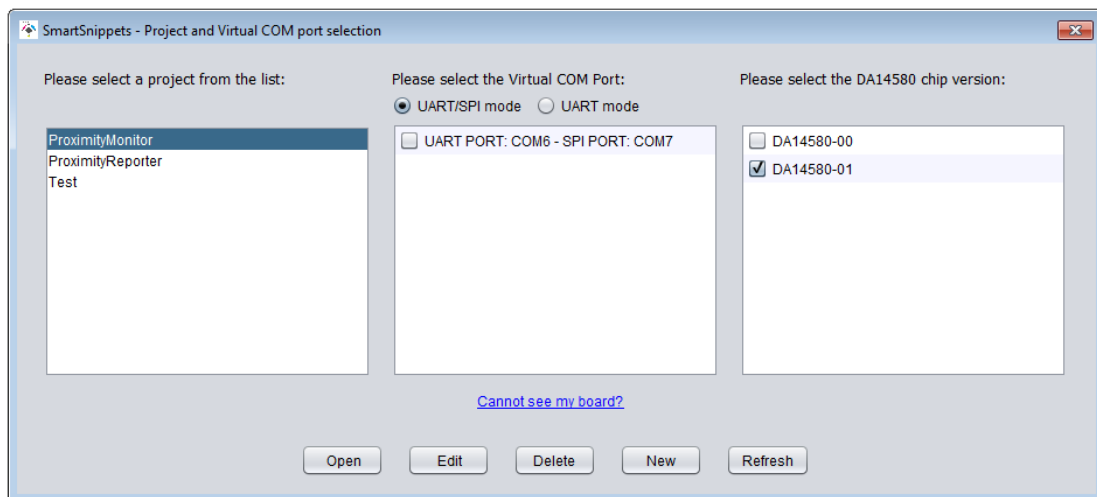 SmartSnippets - Project and Virtual COM port selection
Please select a project from the list:
ProximityMonitor
ProximityReporter
Test
Please select the Virtual COM Port:
UART/SPI mode UART mode
UART PORT: COM6 - SPI PORT: COM7
Please select the DA14580 chip version:
DA14580-00
DA14580-01
Cannot see my board?
Open Edit Delete New Refresh